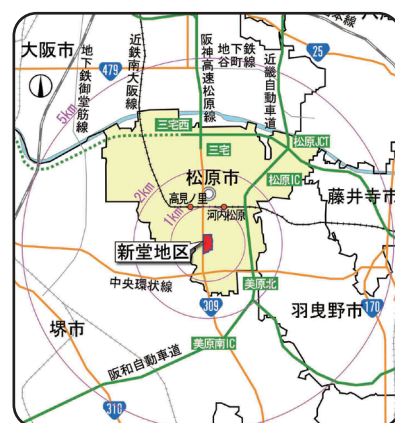 大阪市
地下鉄御堂筋線
479
近鉄南大阪線
阪神高速松原線
地下鉄
谷町線
近畿自動車道
25
5km
三宅西
三宅
松原JCT
松原市
松原IC
2km
高見ノ里
1km
河内松原
藤井寺市
新堂地区
中央環状線
美原北
309
羽曳野市
170
堺市
美原南IC
阪和自動車道
310